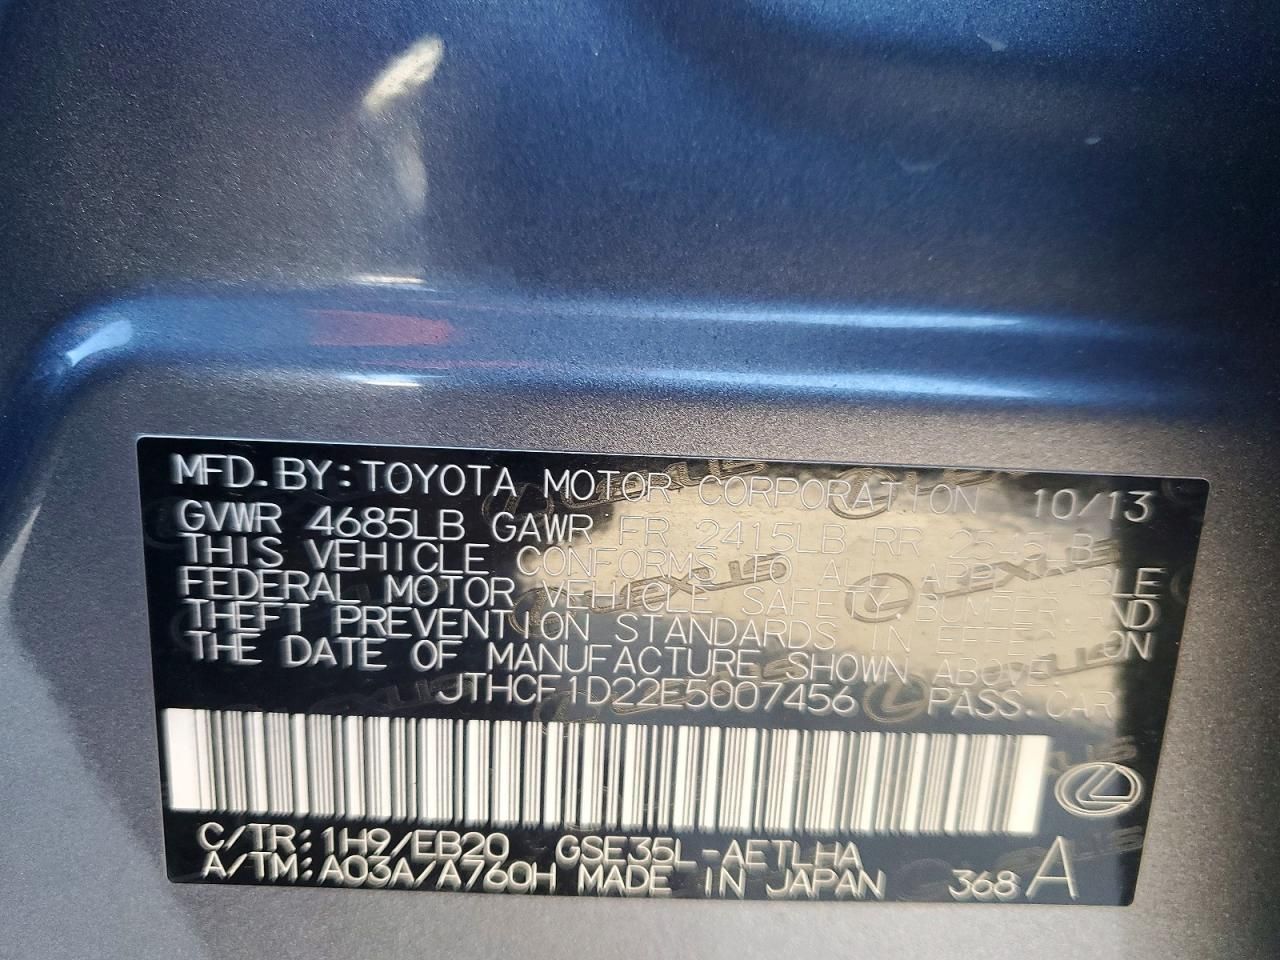 MFD. BY: TOYOTA MOTOR CORPORATION 10/13
GVWR 4685LB GAWR FR 2415LB RR 2545LB
THIS VEHICLE CONFORMS TO ALL APPLICABLE
FEDERAL MOTOR VEHICLE SAFETY, BUMPER, AND
THEFT PREVENTION STANDARDS IN EFFECT ON
THE DATE OF MANUFACTURE SHOWN ABOVE.
JTHCF1D22E5007456 PASS. CAR
C/TR: 1H9/EB20 GSE35L-AETLHA
A/TM: A03A/A760H MADE IN JAPAN 368 A